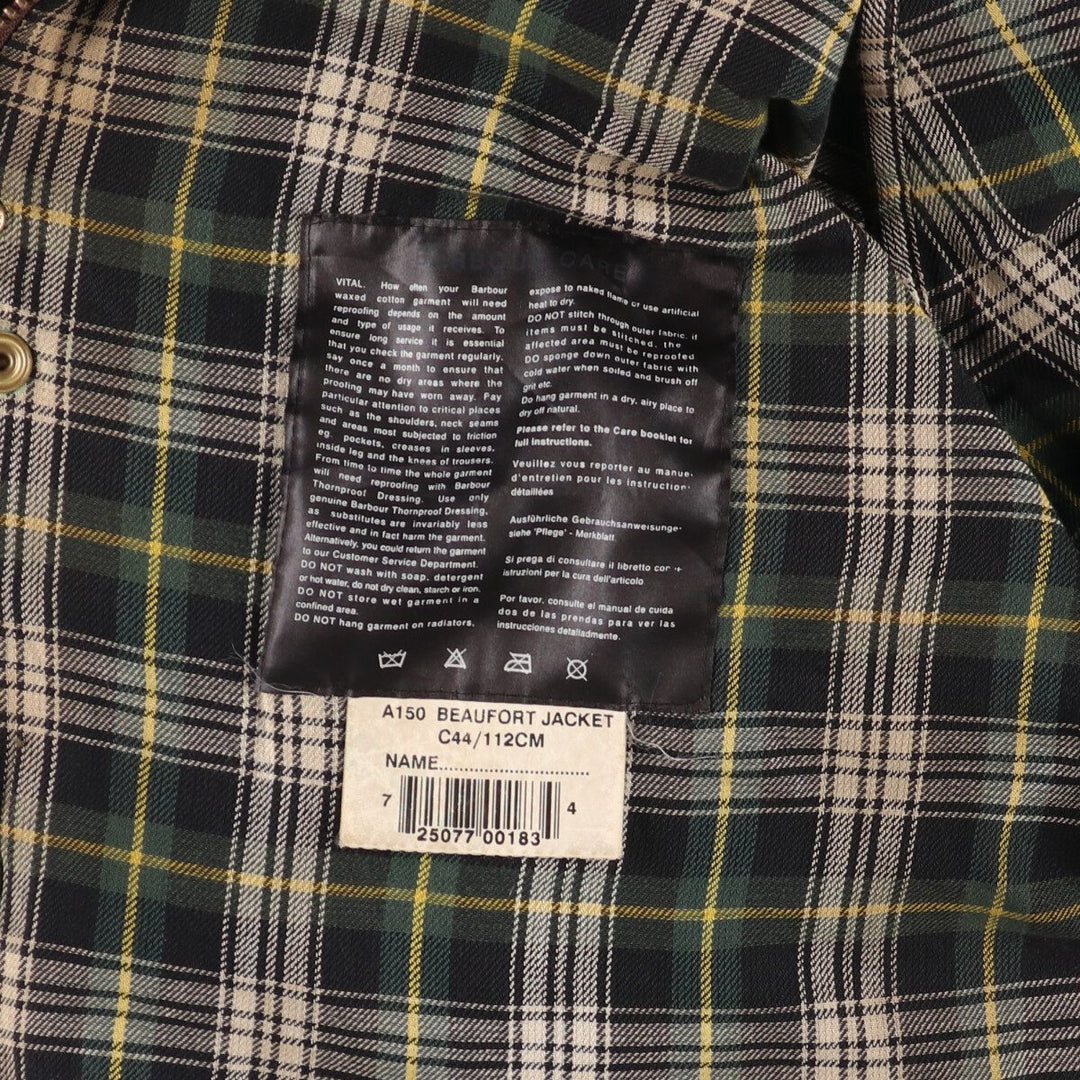 BARBOUR CARE
VITAL. How often your Barbour
waxed cotton garment will need
reproofing depends on the amount
and type of usage it receives. To
ensure long service it is essential
that you check the garment regularly,
say once a month to ensure that
there are no dry areas where the
proofing may have worn away. Pay
particular attention to critical places
such as the shoulders, neck seams
and areas most subjected to friction
eg. pockets, creases in sleeves,
inside leg and the knees of trousers.
From time to time the whole garment
will need reproofing with Barbour
Thornproof Dressing. Use only
genuine Barbour Thornproof Dressing,
as substitutes are invariably less
effective and in fact harm the garment.
Alternatively, you could return the garment
to our Customer Service Department.
DO NOT wash with soap, detergent
or hot water, do not dry clean, starch or iron.
DO NOT store wet garment in a
confined area.
DO NOT hang garment on radiators,
expose to naked flame or use artificial
heat to dry.
DO NOT stitch through outer fabric, if
items must be stitched, the
affected area must be reproofed
DO sponge down outer fabric with
cold water when soiled and brush off
grit etc.
Do hang garment in a dry, airy place to
dry off natural.
Please refer to the Care booklet for
full instructions.
Veuillez vous reporter au manue
d'entretien pour les instruction
détaillées
Ausführliche Gebrauchsanweisunge
siehe 'Pflege' - Merkblatt
Si prega di consultare il libretto con
istruzioni per la cura dell'articolo
Por favor, consulte el manual de cuida
dos de las prendas para ver las
instrucciones detalladmente.
A150 BEAUFORT JACKET
C44/112CM
NAME..............................
7 25077 00183 4